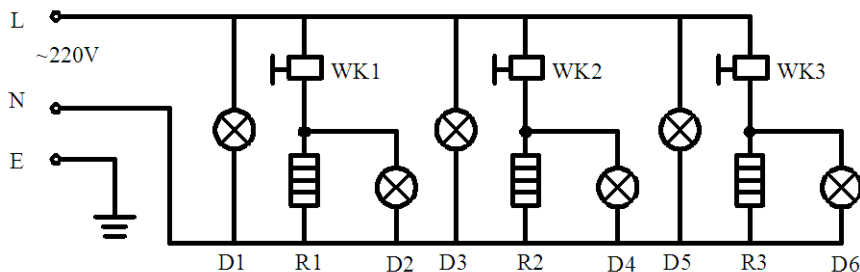 L
~220V
WK1 WK2 WK3
N
E
D1 R1 D2 D3 R2 D4 D5 R3 D6